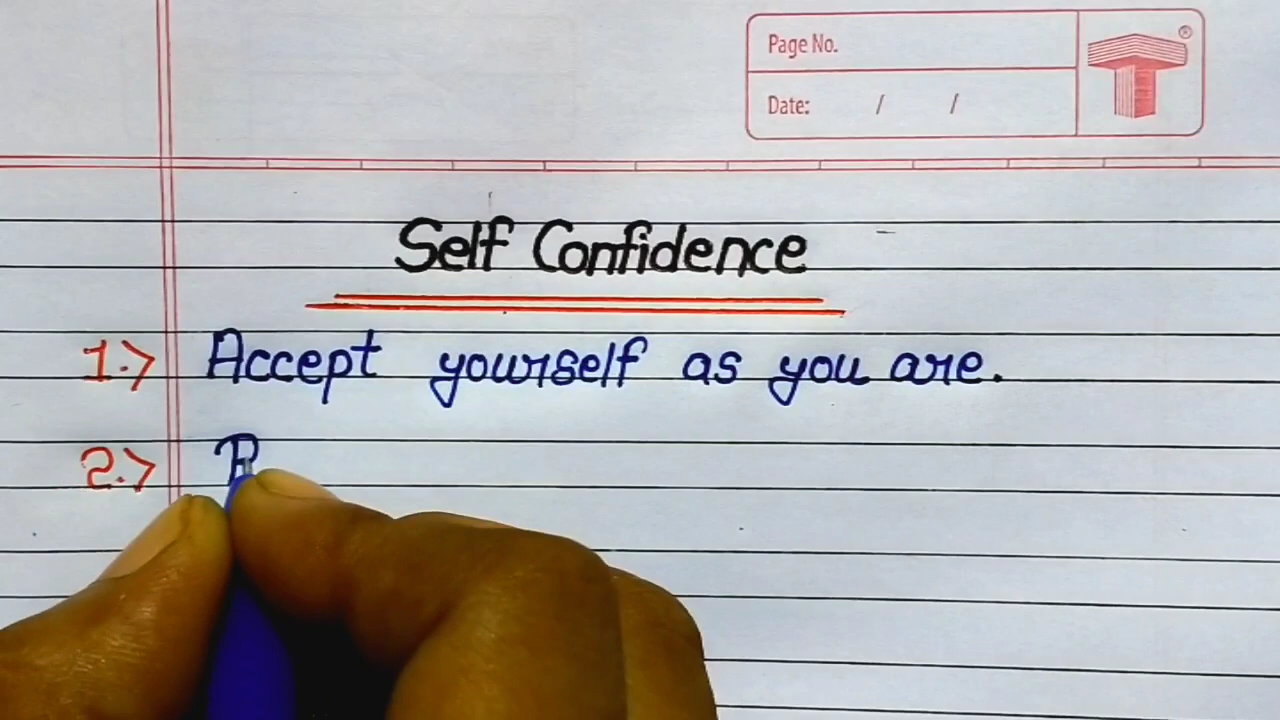 Page No.
Date: / /
®
Self Confidence
1.> Accept yourself as you are.
2.>